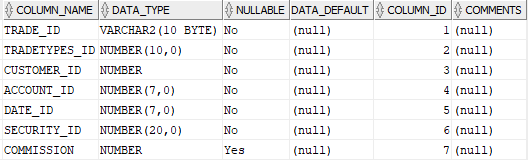 COLUMN_NAME DATA_TYPE NULLABLE DATA_DEFAULT COLUMN_ID COMMENTS
TRADE_ID VARCHAR2(10 BYTE) No (null) 1 (null)
TRADETYPES_ID NUMBER(10,0) No (null) 2 (null)
CUSTOMER_ID NUMBER No (null) 3 (null)
ACCOUNT_ID NUMBER(7,0) No (null) 4 (null)
DATE_ID NUMBER(7,0) No (null) 5 (null)
SECURITY_ID NUMBER(20,0) No (null) 6 (null)
COMMISSION NUMBER Yes (null) 7 (null)